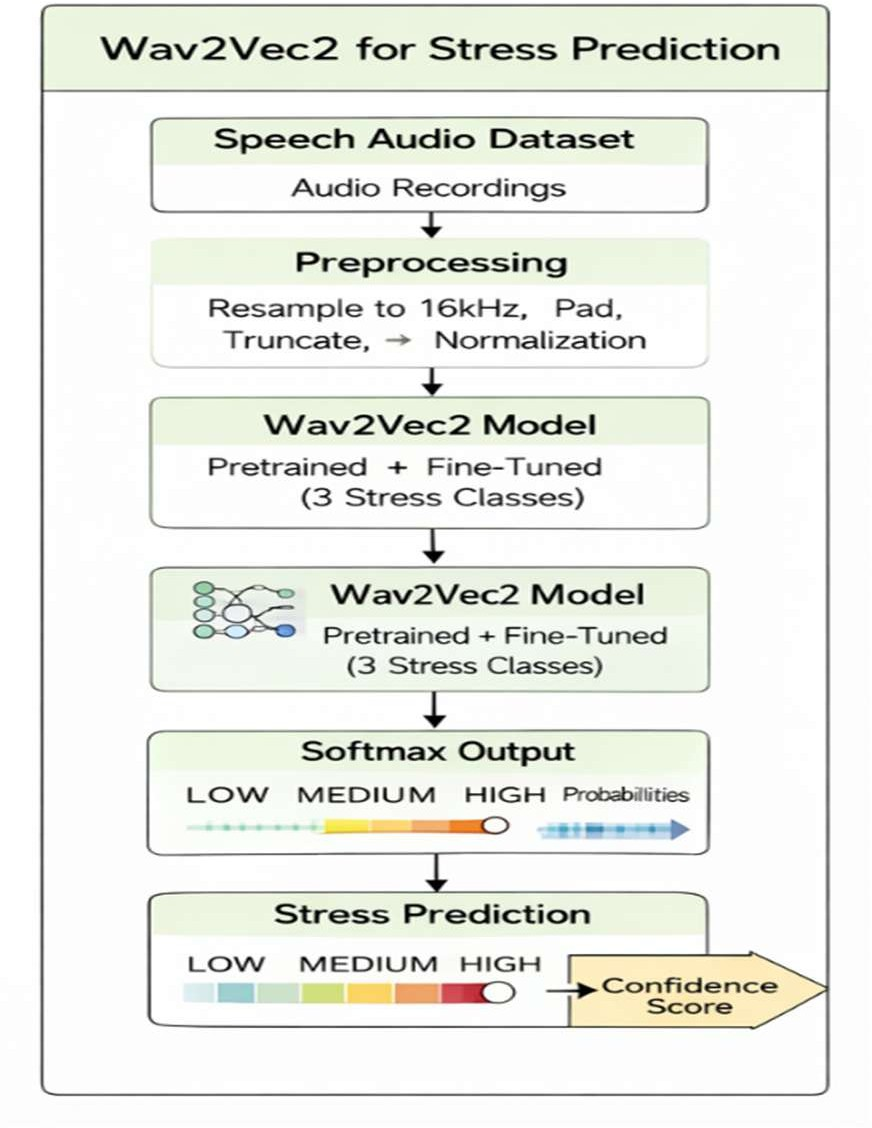 Wav2Vec2 for Stress Prediction
Speech Audio Dataset
Audio Recordings
Preprocessing
Resample to 16kHz, Pad,
Truncate, → Normalization
Wav2Vec2 Model
Pretrained + Fine-Tuned
(3 Stress Classes)
Wav2Vec2 Model
Pretrained + Fine-Tuned
(3 Stress Classes)
Softmax Output
LOW MEDIUM HIGH Probabillities
Stress Prediction
LOW MEDIUM HIGH
Confidence
Score